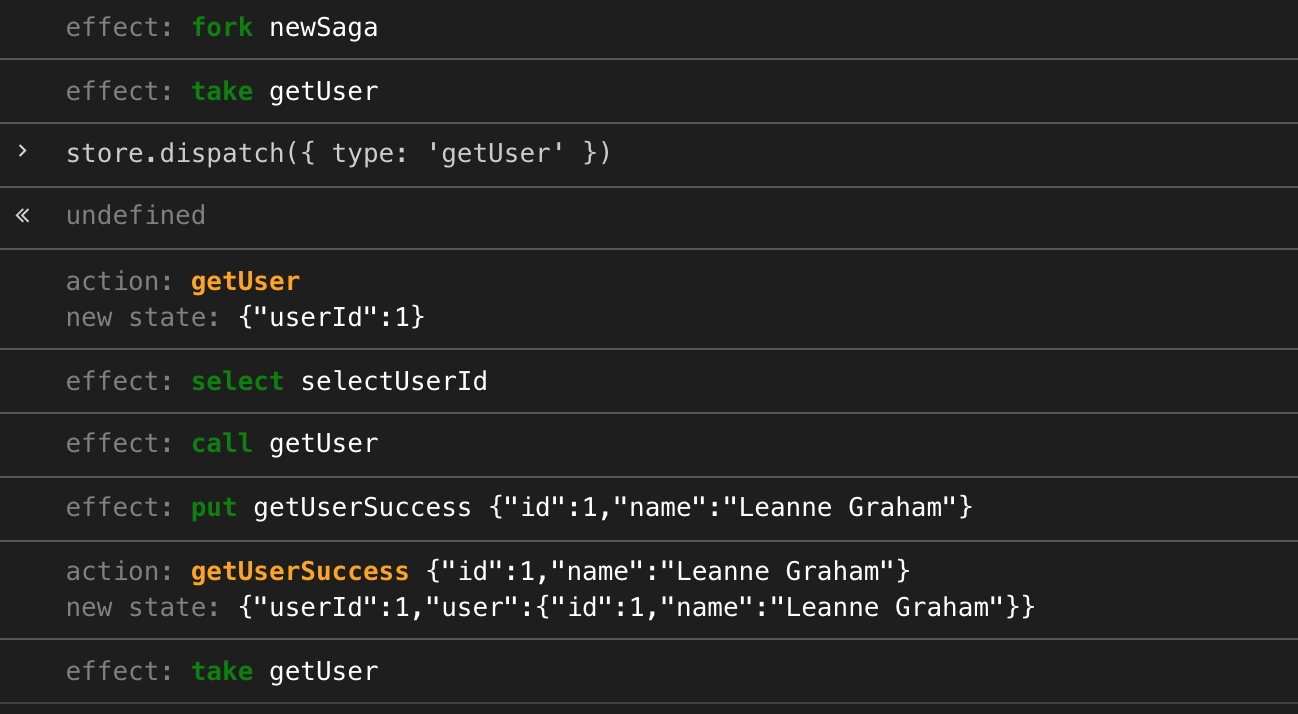 effect: fork newSaga
effect: take getUser
› store.dispatch({ type: 'getUser' })
« undefined
action: getUser
new state: {"userId":1}
effect: select selectUserId
effect: call getUser
effect: put getUserSuccess {"id":1,"name":"Leanne Graham"}
action: getUserSuccess {"id":1,"name":"Leanne Graham"}
new state: {"userId":1,"user":{"id":1,"name":"Leanne Graham"}}
effect: take getUser